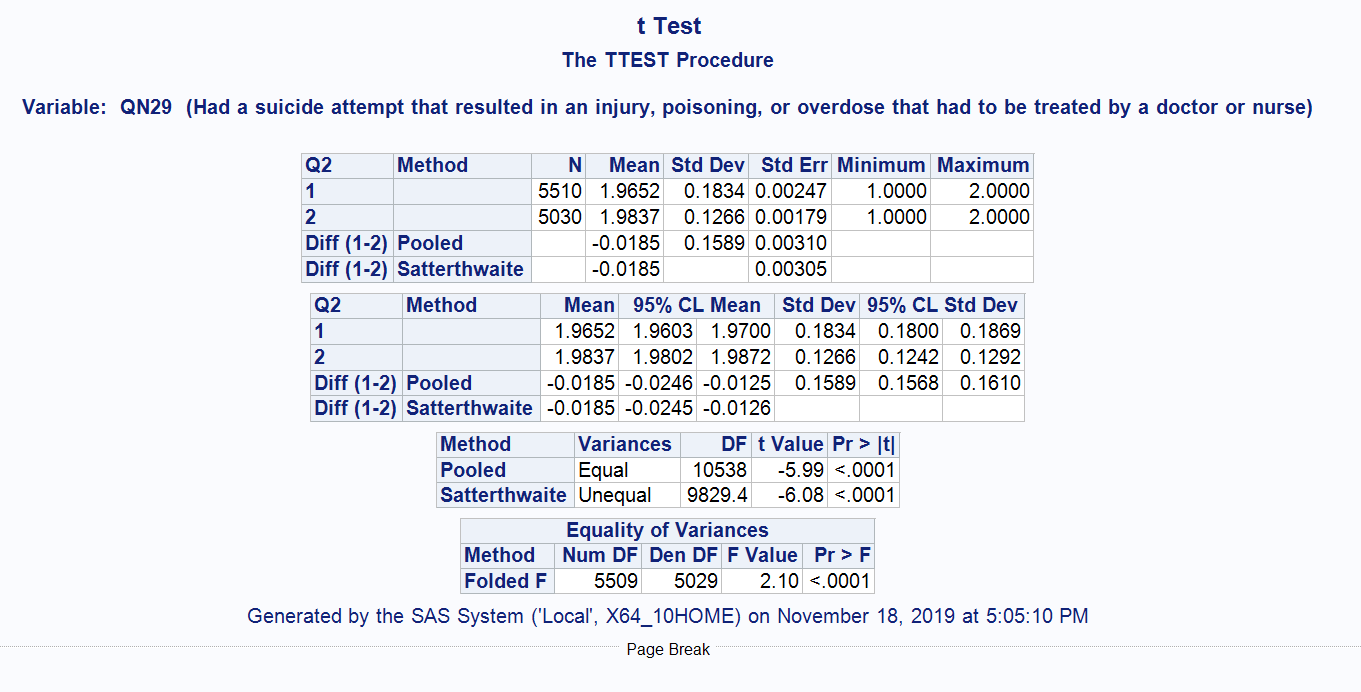 t Test
The TTEST Procedure
Variable: QN29 (Had a suicide attempt that resulted in an injury, poisoning, or overdose that had to be treated by a doctor or nurse)
Q2 Method N Mean Std Dev Std Err Minimum Maximum
1 5510 1.9652 0.1834 0.00247 1.0000 2.0000
2 5030 1.9837 0.1266 0.00179 1.0000 2.0000
Diff (1-2) Pooled -0.0185 0.1589 0.00310
Diff (1-2) Satterthwaite -0.0185 0.00305
Q2 Method Mean 95% CL Mean Std Dev 95% CL Std Dev
1 1.9652 1.9603 1.9700 0.1834 0.1800 0.1869
2 1.9837 1.9802 1.9872 0.1266 0.1242 0.1292
Diff (1-2) Pooled -0.0185 -0.0246 -0.0125 0.1589 0.1568 0.1610
Diff (1-2) Satterthwaite -0.0185 -0.0245 -0.0126
Method Variances DF t Value Pr > |t|
Pooled Equal 10538 -5.99 <.0001
Satterthwaite Unequal 9829.4 -6.08 <.0001
Equality of Variances
Method Num DF Den DF F Value Pr > F
Folded F 5509 5029 2.10 <.0001
Generated by the SAS System ('Local', X64_10HOME) on November 18, 2019 at 5:05:10 PM
Page Break